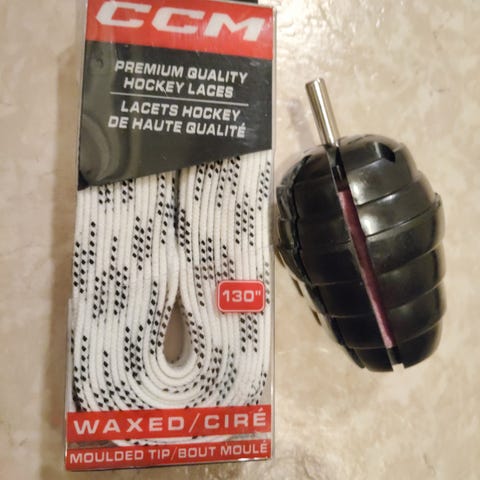 CCM
PREMIUM QUALITY
HOCKEY LACES
LACETS HOCKEY
DE HAUTE QUALITÉ
130"
WAXED/CIRÉ
MOULDED TIP/BOUT MOULÉ